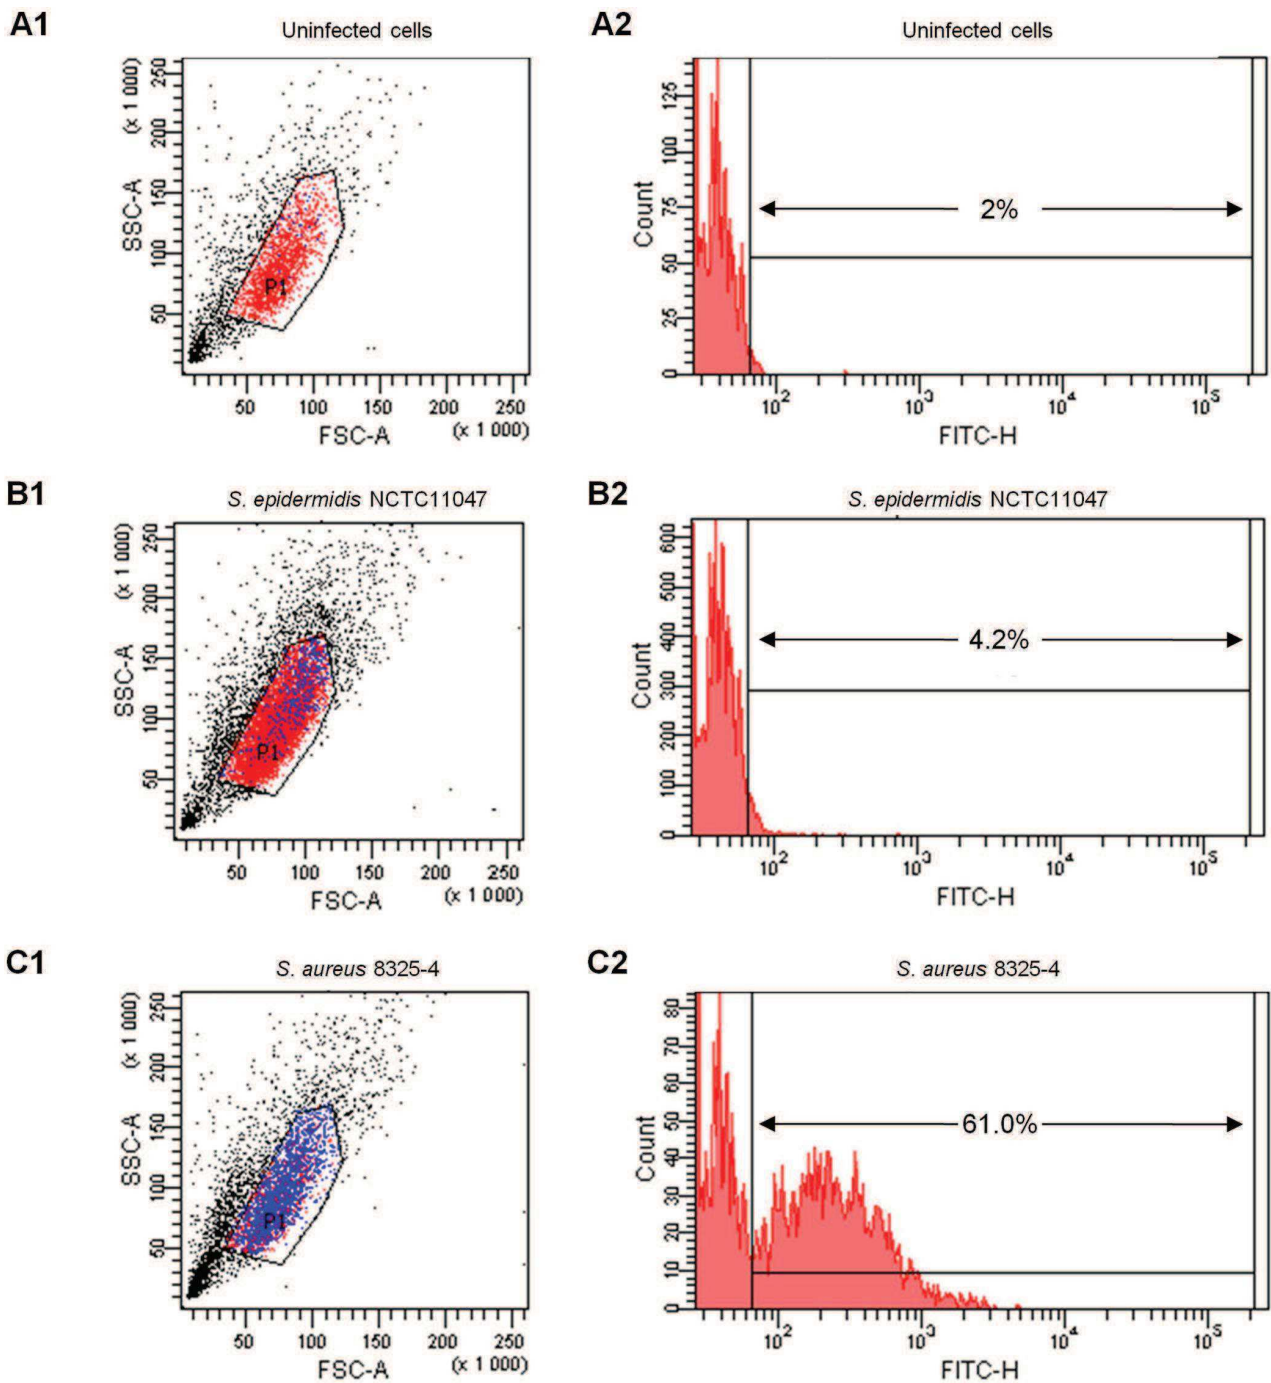 A1
Uninfected cells
(x 1 000)
250
200
150
100
50
SSC-A
P1
50 100 150 200 250
FSC-A
(x 1 000)
A2
Uninfected cells
125
100
75
50
25
0
Count
2%
10² 10³ 10⁴ 10⁵
FITC-H
B1
S. epidermidis NCTC11047
(x 1 000)
250
200
150
100
50
SSC-A
P1
50 100 150 200 250
FSC-A
(x 1 000)
B2
S. epidermidis NCTC11047
600
500
400
300
200
100
0
Count
4.2%
10² 10³ 10⁴ 10⁵
FITC-H
C1
S. aureus 8325-4
(x 1 000)
250
200
150
100
50
SSC-A
P1
50 100 150 200 250
FSC-A
(x 1 000)
C2
S. aureus 8325-4
80
70
60
50
40
30
20
10
0
Count
61.0%
10² 10³ 10⁴ 10⁵
FITC-H